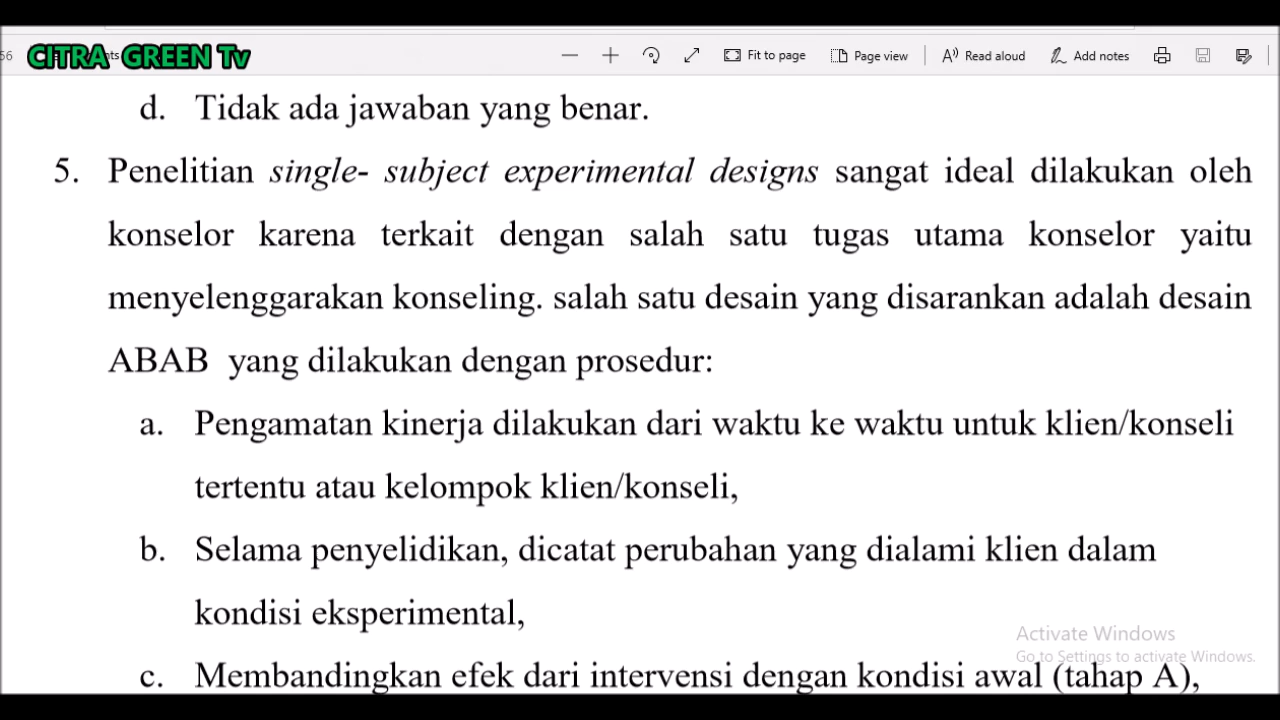 56 CITRA GREEN Tv Fit to page Page view Read aloud Add notes
d. Tidak ada jawaban yang benar.
5. Penelitian single- subject experimental designs sangat ideal dilakukan oleh
konselor karena terkait dengan salah satu tugas utama konselor yaitu
menyelenggarakan konseling. salah satu desain yang disarankan adalah desain
ABAB yang dilakukan dengan prosedur:
a. Pengamatan kinerja dilakukan dari waktu ke waktu untuk klien/konseli
tertentu atau kelompok klien/konseli,
b. Selama penyelidikan, dicatat perubahan yang dialami klien dalam
kondisi eksperimental,
Activate Windows
Go to Settings to activate Windows.
c. Membandingkan efek dari intervensi dengan kondisi awal (tahap A),